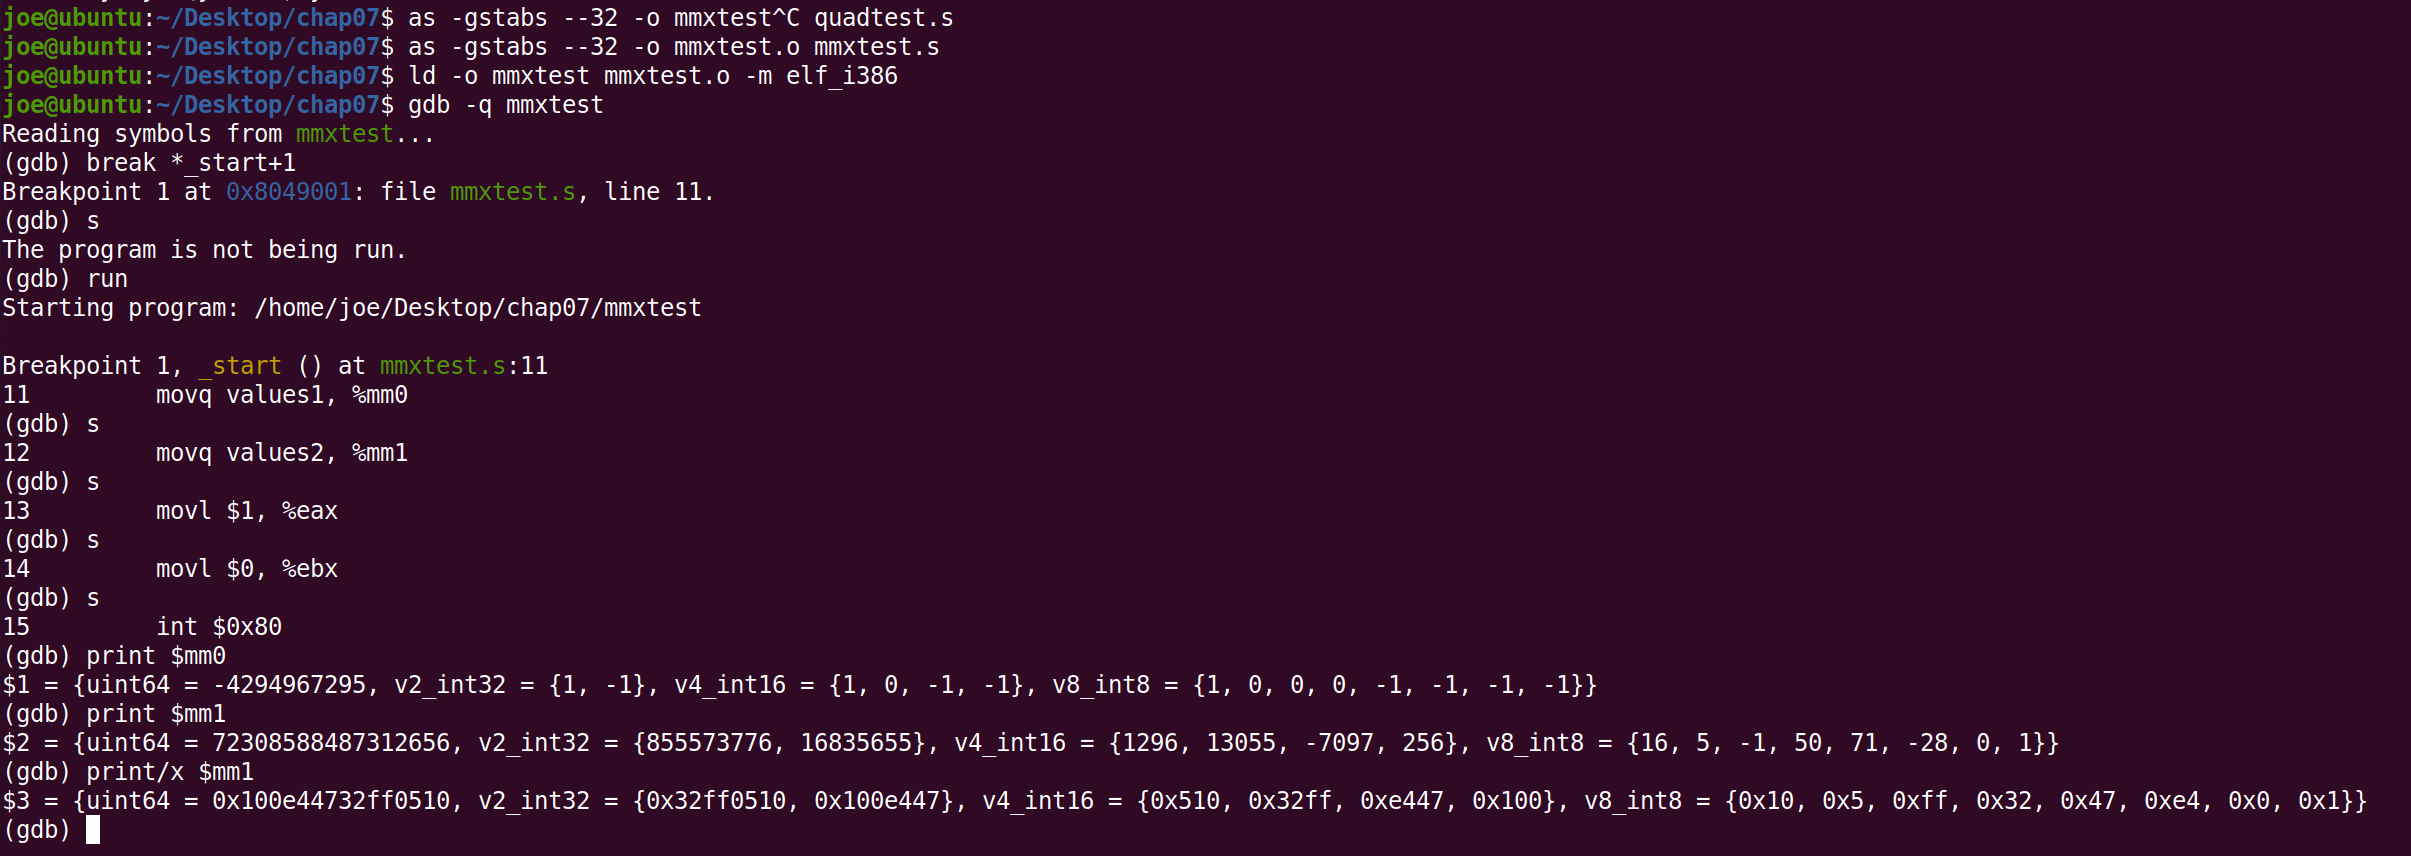 joe@ubuntu:~/Desktop/chap07$ as -gstabs --32 -o mmxtest^C quadtest.s
joe@ubuntu:~/Desktop/chap07$ as -gstabs --32 -o mmxtest.o mmxtest.s
joe@ubuntu:~/Desktop/chap07$ ld -o mmxtest mmxtest.o -m elf_i386
joe@ubuntu:~/Desktop/chap07$ gdb -q mmxtest
Reading symbols from mmxtest...
(gdb) break *_start+1
Breakpoint 1 at 0x8049001: file mmxtest.s, line 11.
(gdb) s
The program is not being run.
(gdb) run
Starting program: /home/joe/Desktop/chap07/mmxtest
Breakpoint 1, _start () at mmxtest.s:11
11         movq values1, %mm0
(gdb) s
12         movq values2, %mm1
(gdb) s
13         movl $1, %eax
(gdb) s
14         movl $0, %ebx
(gdb) s
15         int $0x80
(gdb) print $mm0
$1 = {uint64 = -4294967295, v2_int32 = {1, -1}, v4_int16 = {1, 0, -1, -1}, v8_int8 = {1, 0, 0, 0, -1, -1, -1, -1}}
(gdb) print $mm1
$2 = {uint64 = 72308588487312656, v2_int32 = {855573776, 16835655}, v4_int16 = {1296, 13055, -7097, 256}, v8_int8 = {16, 5, -1, 50, 71, -28, 0, 1}}
(gdb) print/x $mm1
$3 = {uint64 = 0x100e44732ff0510, v2_int32 = {0x32ff0510, 0x100e447}, v4_int16 = {0x510, 0x32ff, 0xe447, 0x100}, v8_int8 = {0x10, 0x5, 0xff, 0x32, 0x47, 0xe4, 0x0, 0x1}}
(gdb)